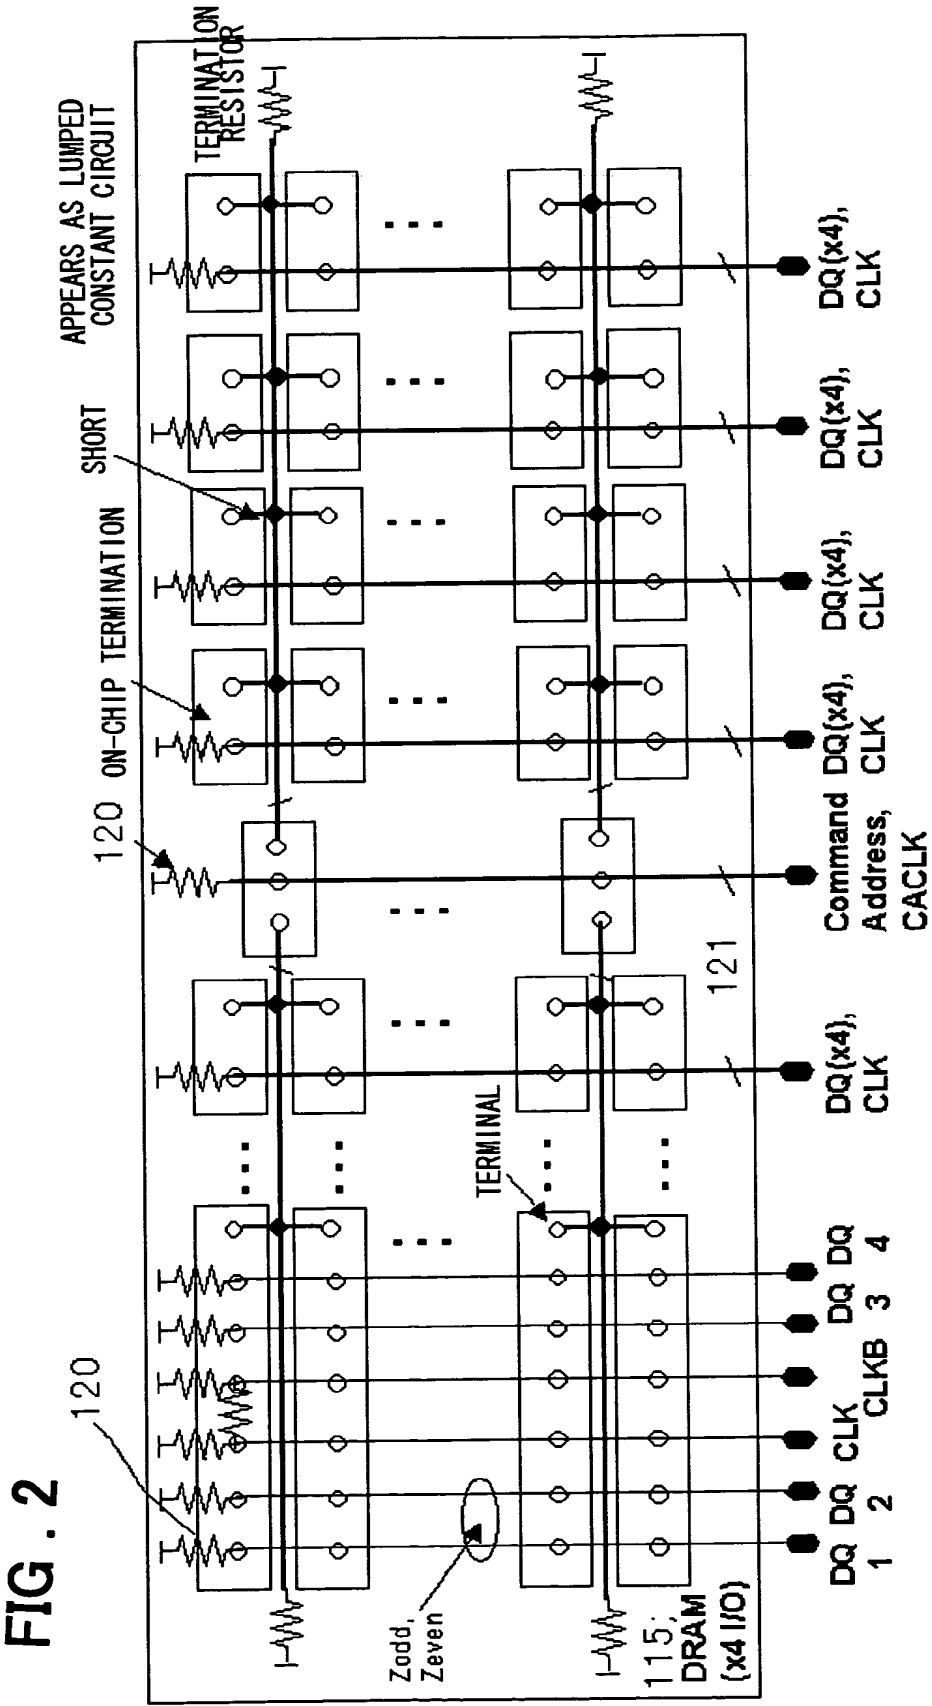 FIG. 2
120
120
ON-CHIP TERMINATION
SHORT
APPEARS AS LUMPED
CONSTANT CIRCUIT
TERMINATION
RESISTOR
Zodd,
Zeven
TERMINAL
115;
DRAM
(x4 I/O)
121
DQ
1
DQ
2
CLK
CLKB
DQ
3
DQ
4
DQ(x4),
CLK
Command
Address,
CACLK
DQ(x4),
CLK
DQ(x4),
CLK
DQ(x4),
CLK
DQ(x4),
CLK